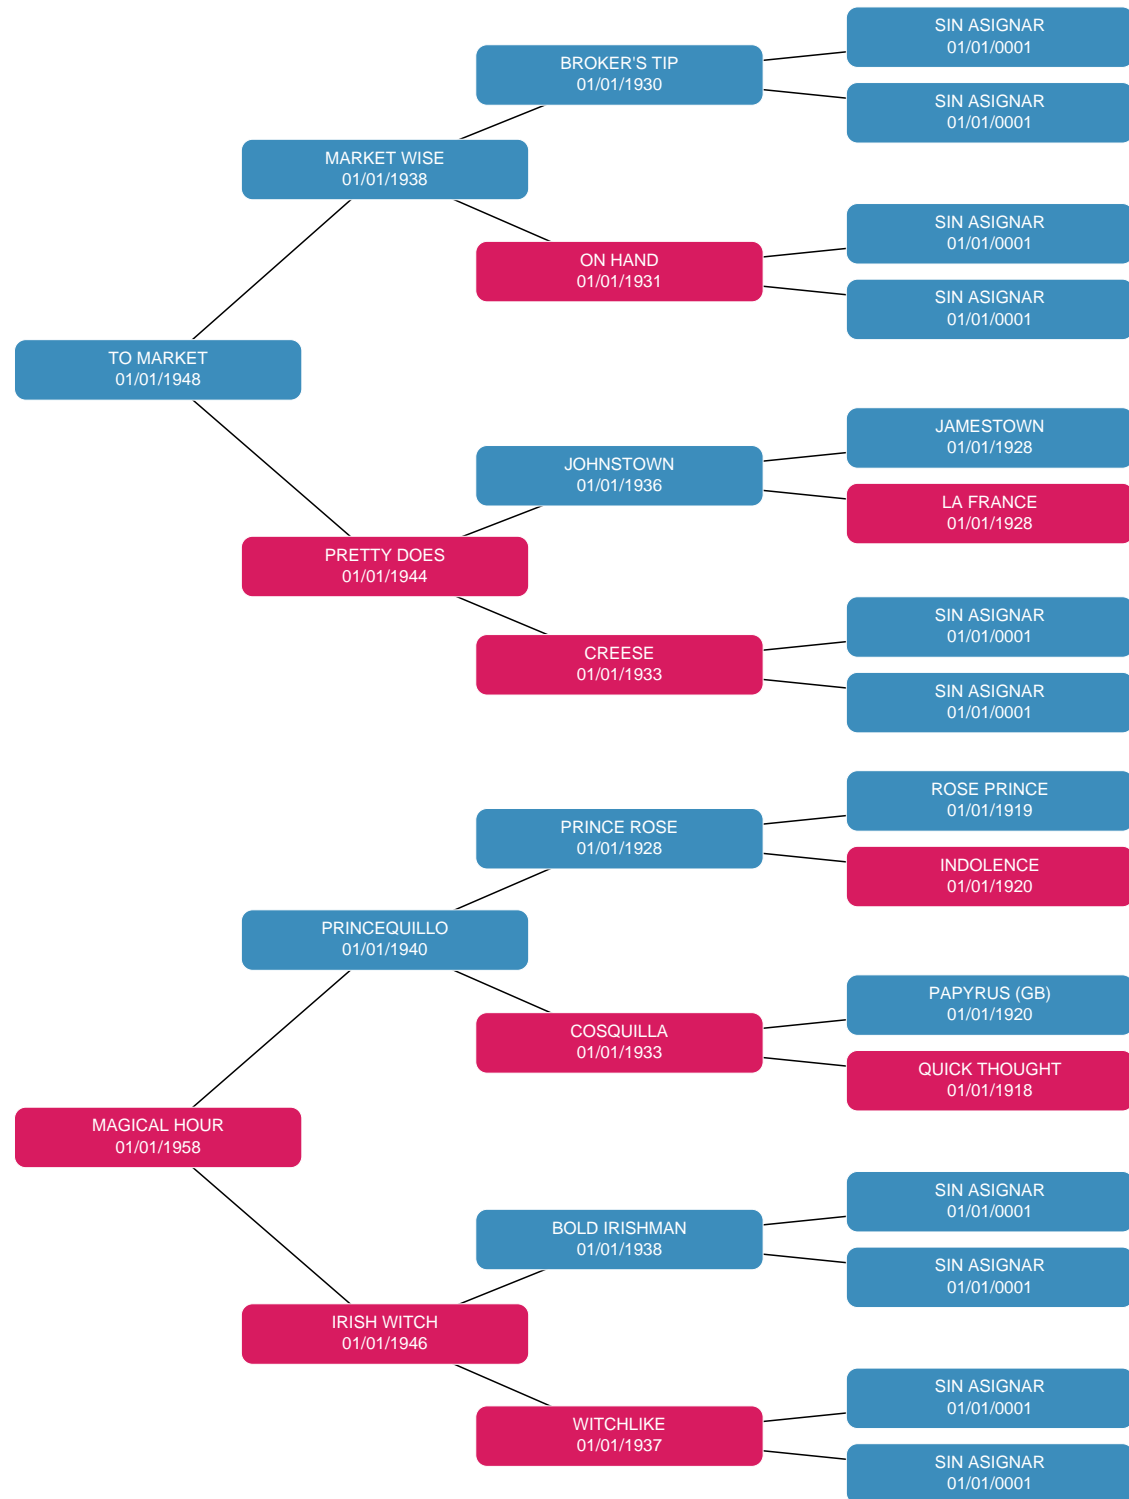 SIN ASIGNAR
01/01/0001
BROKER'S TIP
01/01/1930
SIN ASIGNAR
01/01/0001
MARKET WISE
01/01/1938
SIN ASIGNAR
01/01/0001
ON HAND
01/01/1931
SIN ASIGNAR
01/01/0001
TO MARKET
01/01/1948
JAMESTOWN
01/01/1928
JOHNSTOWN
01/01/1936
LA FRANCE
01/01/1928
PRETTY DOES
01/01/1944
SIN ASIGNAR
01/01/0001
CREESE
01/01/1933
SIN ASIGNAR
01/01/0001
ROSE PRINCE
01/01/1919
PRINCE ROSE
01/01/1928
INDOLENCE
01/01/1920
PRINCEQUILLO
01/01/1940
PAPYRUS (GB)
01/01/1920
COSQUILLA
01/01/1933
QUICK THOUGHT
01/01/1918
MAGICAL HOUR
01/01/1958
SIN ASIGNAR
01/01/0001
BOLD IRISHMAN
01/01/1938
SIN ASIGNAR
01/01/0001
IRISH WITCH
01/01/1946
SIN ASIGNAR
01/01/0001
WITCHLIKE
01/01/1937
SIN ASIGNAR
01/01/0001